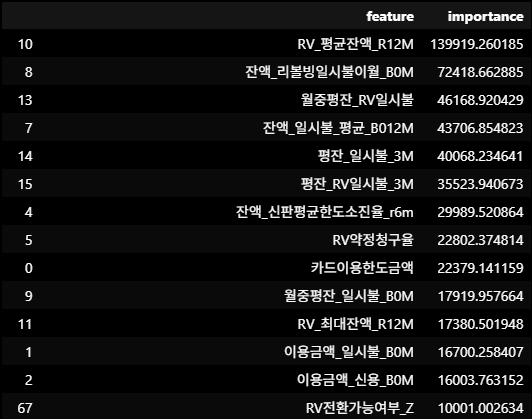 feature importance
10 RV_평균잔액_R12M 139919.260185
8 잔액_리볼빙일시불이월_B0M 72418.662885
13 월중평잔_RV일시불 46168.920429
7 잔액_일시불_평균_B012M 43706.854823
14 평잔_일시불_3M 40068.234641
15 평잔_RV일시불_3M 35523.940673
4 잔액_신판평균한도소진율_r6m 29989.520864
5 RV약정청구율 22802.374814
0 카드이용한도금액 22379.141159
9 월중평잔_일시불_B0M 17919.957664
11 RV_최대잔액_R12M 17380.501948
1 이용금액_일시불_B0M 16700.258407
2 이용금액_신용_B0M 16003.763152
67 RV전환가능여부_Z 10001.002634